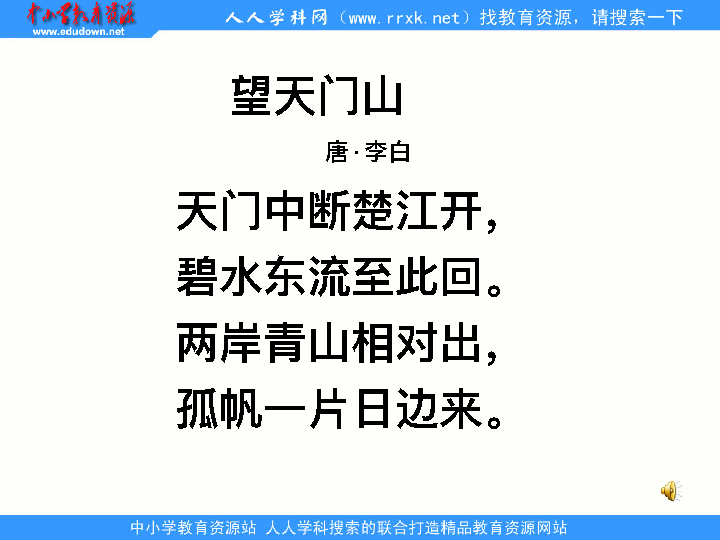 中小学教育资源
www.edudown.net
人人学科网（www.rrxk.net）找教育资源，请搜索一下
望天门山
唐·李白
天门中断楚江开，
碧水东流至此回。
两岸青山相对出，
孤帆一片日边来。
中小学教育资源站 人人学科搜索的联合打造精品教育资源网站